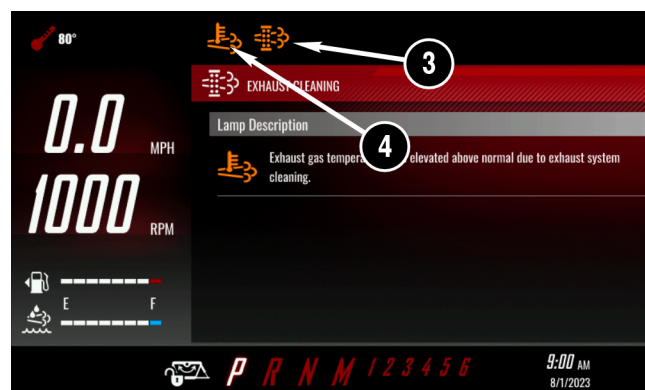 80°
3
EXHAUST CLEANING
0.0 MPH
Lamp Description
4
Exhaust gas elevated above normal due to exhaust system
cleaning.
1000 RPM
E F
P R N M 1 2 3 4 5 6
9:00 AM
8/1/2023